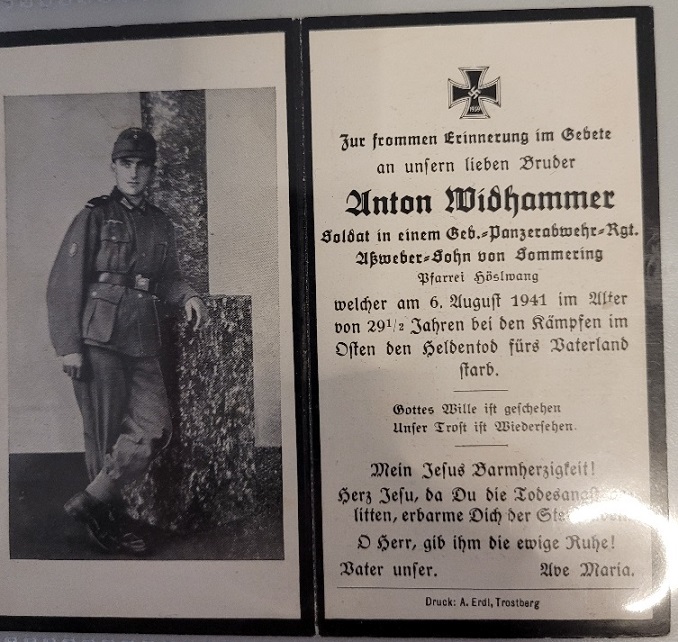 1939
Zur frommen Erinnerung im Gebete
an unsern lieben Bruder
Anton Widhammer
Soldat in einem Geb.-Panzerabwehr-Rgt.
Aßweber-Sohn von Sommering
Pfarrei Höslwang
welcher am 6. August 1941 im Alter
von 29½ Jahren bei den Kämpfen im
Osten den Heldentod fürs Vaterland
starb.
Gottes Wille ist geschehen
Unser Trost ist Wiedersehen.
Mein Jesus Barmherzigkeit!
Herz Jesu, da Du die
litten, erbarme Dich der
O Herr, gib ihm die ewige Ruhe!
Vater unser. Ave Maria.
Druck: A. Erdl, Trostberg